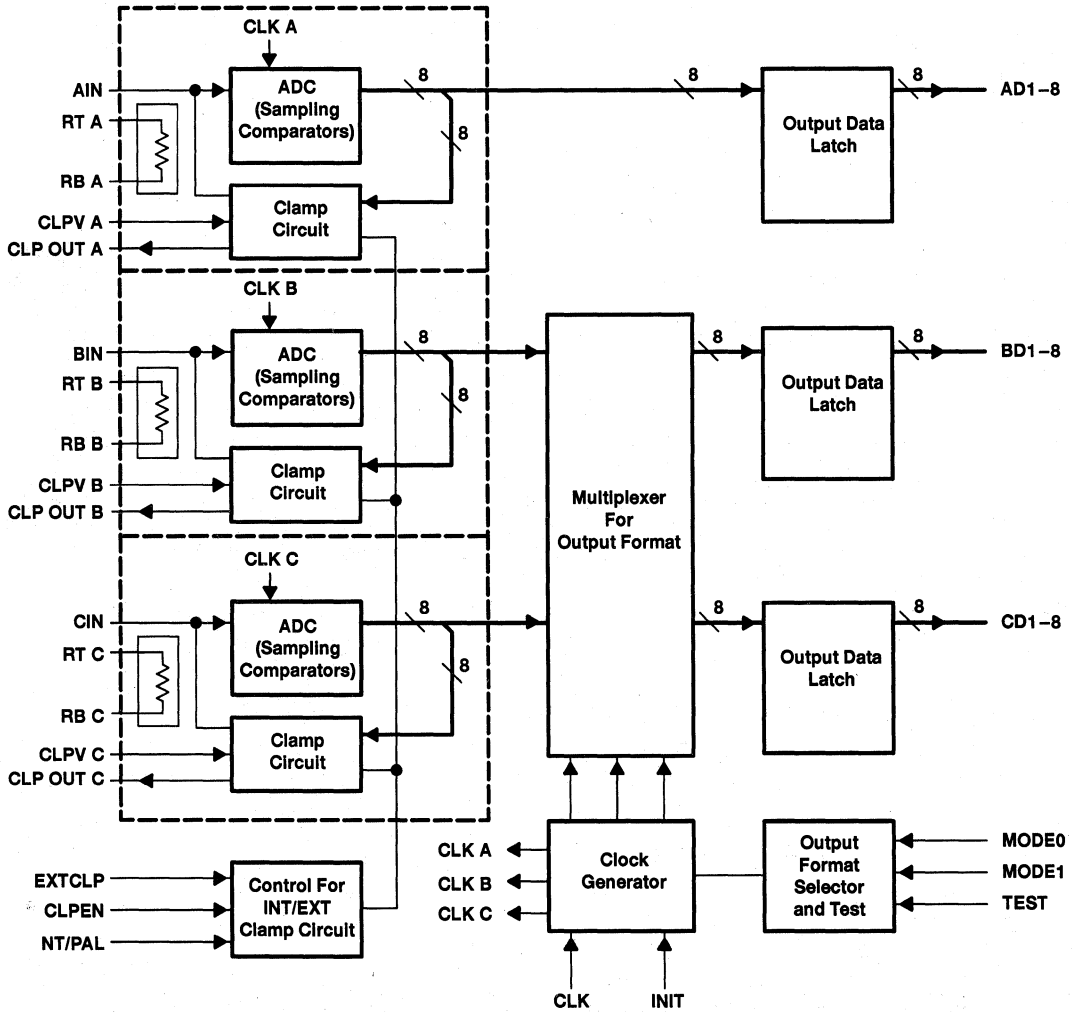 CLK A
AIN
ADC
(Sampling
Comparators)
8
8
8
8
AD1–8
Output Data
Latch
RT A
RB A
CLPV A
CLP OUT A
Clamp
Circuit
CLK B
BIN
ADC
(Sampling
Comparators)
8
8
8
8
BD1–8
Output Data
Latch
RT B
RB B
CLPV B
CLP OUT B
Clamp
Circuit
Multiplexer
For
Output Format
CLK C
CIN
ADC
(Sampling
Comparators)
8
8
8
8
CD1–8
Output Data
Latch
RT C
RB C
CLPV C
CLP OUT C
Clamp
Circuit
EXTCLP
CLPEN
NT/PAL
Control For
INT/EXT
Clamp Circuit
CLK A
CLK B
CLK C
Clock
Generator
Output
Format
Selector
and Test
MODE0
MODE1
TEST
CLK
INIT